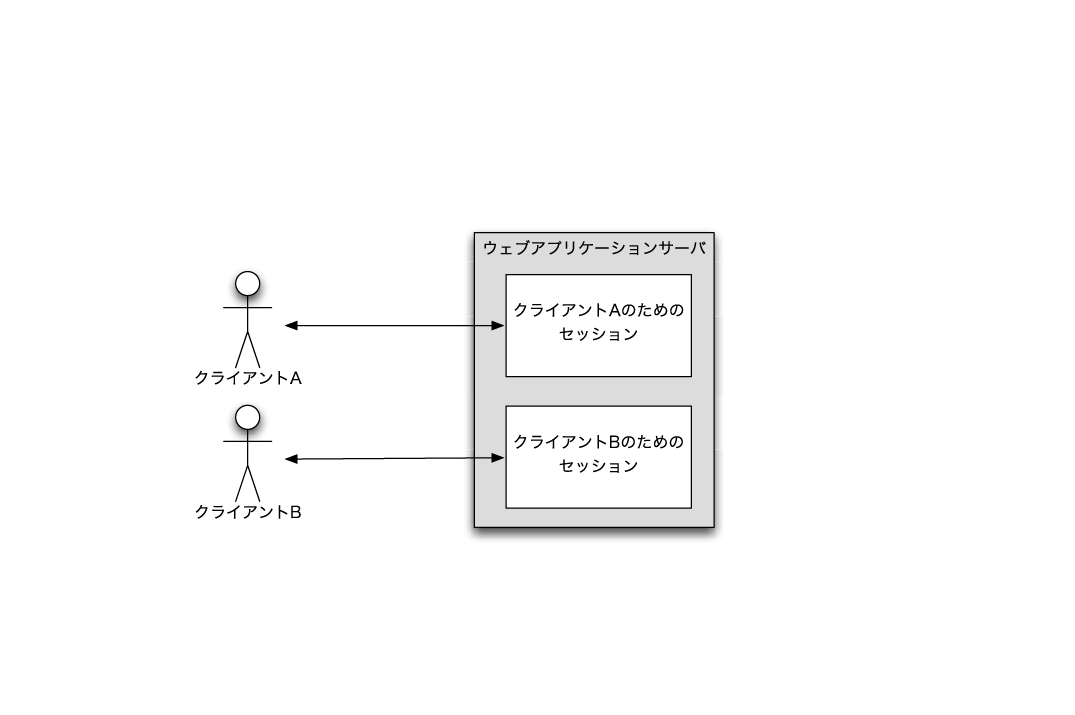 ウェブアプリケーションサーバ
クライアントAのための
セッション
クライアントA
クライアントBのための
セッション
クライアントB